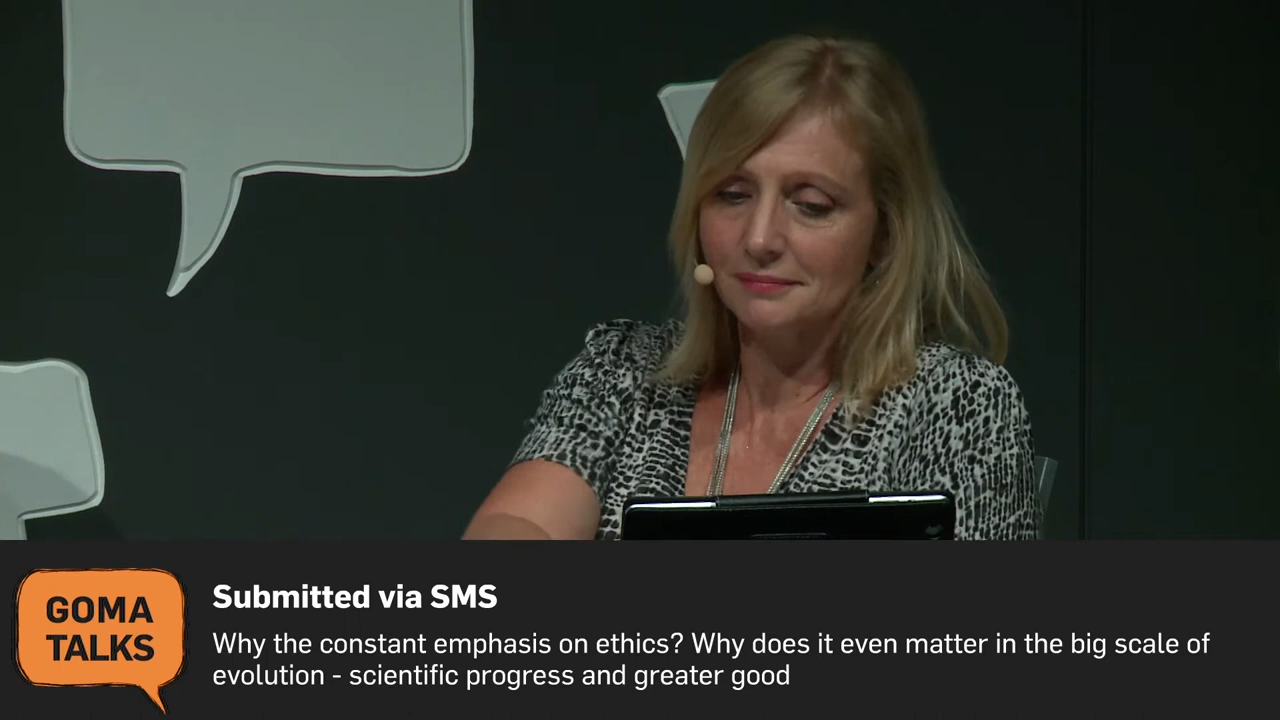 GOMA
TALKS
Submitted via SMS
Why the constant emphasis on ethics? Why does it even matter in the big scale of
evolution - scientific progress and greater good